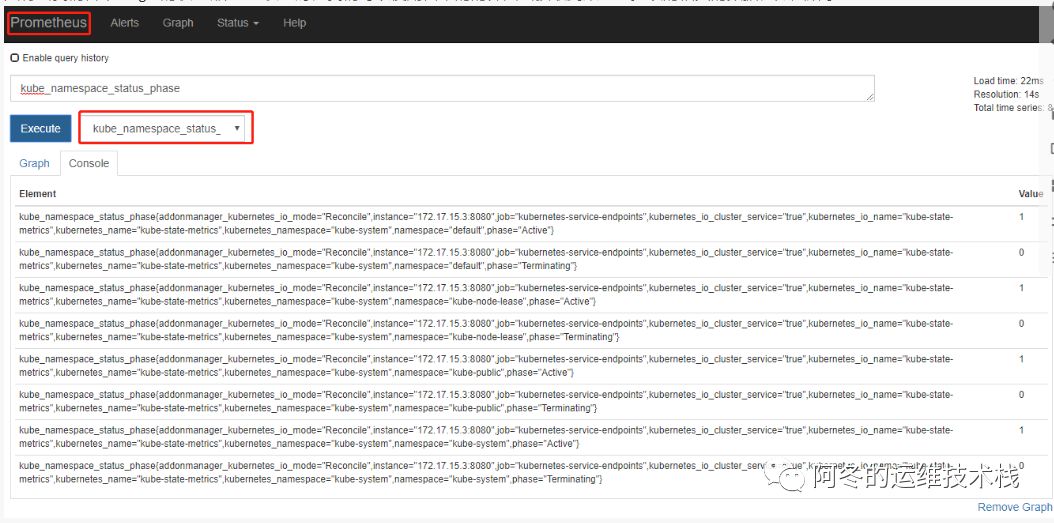 Prometheus Alerts Graph Status Help
Enable query history
kube_namespace_status_phase
Load time: 22ms
Resolution: 14s
Total time series: 8
Execute kube_namespace_status_
Graph Console
Element Value
kube_namespace_status_phase{addonmanager_kubernetes_io_mode="Reconcile",instance="172.17.15.3:8080",job="kubernetes-service-endpoints",kubernetes_io_cluster_service="true",kubernetes_io_name="kube-state- 1
metrics",kubernetes_name="kube-state-metrics",kubernetes_namespace="kube-system",namespace="default",phase="Active"}
kube_namespace_status_phase{addonmanager_kubernetes_io_mode="Reconcile",instance="172.17.15.3:8080",job="kubernetes-service-endpoints",kubernetes_io_cluster_service="true",kubernetes_io_name="kube-state- 0
metrics",kubernetes_name="kube-state-metrics",kubernetes_namespace="kube-system",namespace="default",phase="Terminating"}
kube_namespace_status_phase{addonmanager_kubernetes_io_mode="Reconcile",instance="172.17.15.3:8080",job="kubernetes-service-endpoints",kubernetes_io_cluster_service="true",kubernetes_io_name="kube-state- 1
metrics",kubernetes_name="kube-state-metrics",kubernetes_namespace="kube-system",namespace="kube-node-lease",phase="Active"}
kube_namespace_status_phase{addonmanager_kubernetes_io_mode="Reconcile",instance="172.17.15.3:8080",job="kubernetes-service-endpoints",kubernetes_io_cluster_service="true",kubernetes_io_name="kube-state- 0
metrics",kubernetes_name="kube-state-metrics",kubernetes_namespace="kube-system",namespace="kube-node-lease",phase="Terminating"}
kube_namespace_status_phase{addonmanager_kubernetes_io_mode="Reconcile",instance="172.17.15.3:8080",job="kubernetes-service-endpoints",kubernetes_io_cluster_service="true",kubernetes_io_name="kube-state- 1
metrics",kubernetes_name="kube-state-metrics",kubernetes_namespace="kube-system",namespace="kube-public",phase="Active"}
kube_namespace_status_phase{addonmanager_kubernetes_io_mode="Reconcile",instance="172.17.15.3:8080",job="kubernetes-service-endpoints",kubernetes_io_cluster_service="true",kubernetes_io_name="kube-state- 0
metrics",kubernetes_name="kube-state-metrics",kubernetes_namespace="kube-system",namespace="kube-public",phase="Terminating"}
kube_namespace_status_phase{addonmanager_kubernetes_io_mode="Reconcile",instance="172.17.15.3:8080",job="kubernetes-service-endpoints",kubernetes_io_cluster_service="true",kubernetes_io_name="kube-state- 1
metrics",kubernetes_name="kube-state-metrics",kubernetes_namespace="kube-system",namespace="kube-system",phase="Active"}
kube_namespace_status_phase{addonmanager_kubernetes_io_mode="Reconcile",instance="172.17.15.3:8080",job="kubernetes-service-endpoints",kubernetes_io_cluster_service="true",kubernetes_io_name="kube-state- 0
metrics",kubernetes_name="kube-state-metrics",kubernetes_namespace="kube-system",namespace="kube-system",phase="Terminating"}
阿冬的运维技术栈
Remove Graph